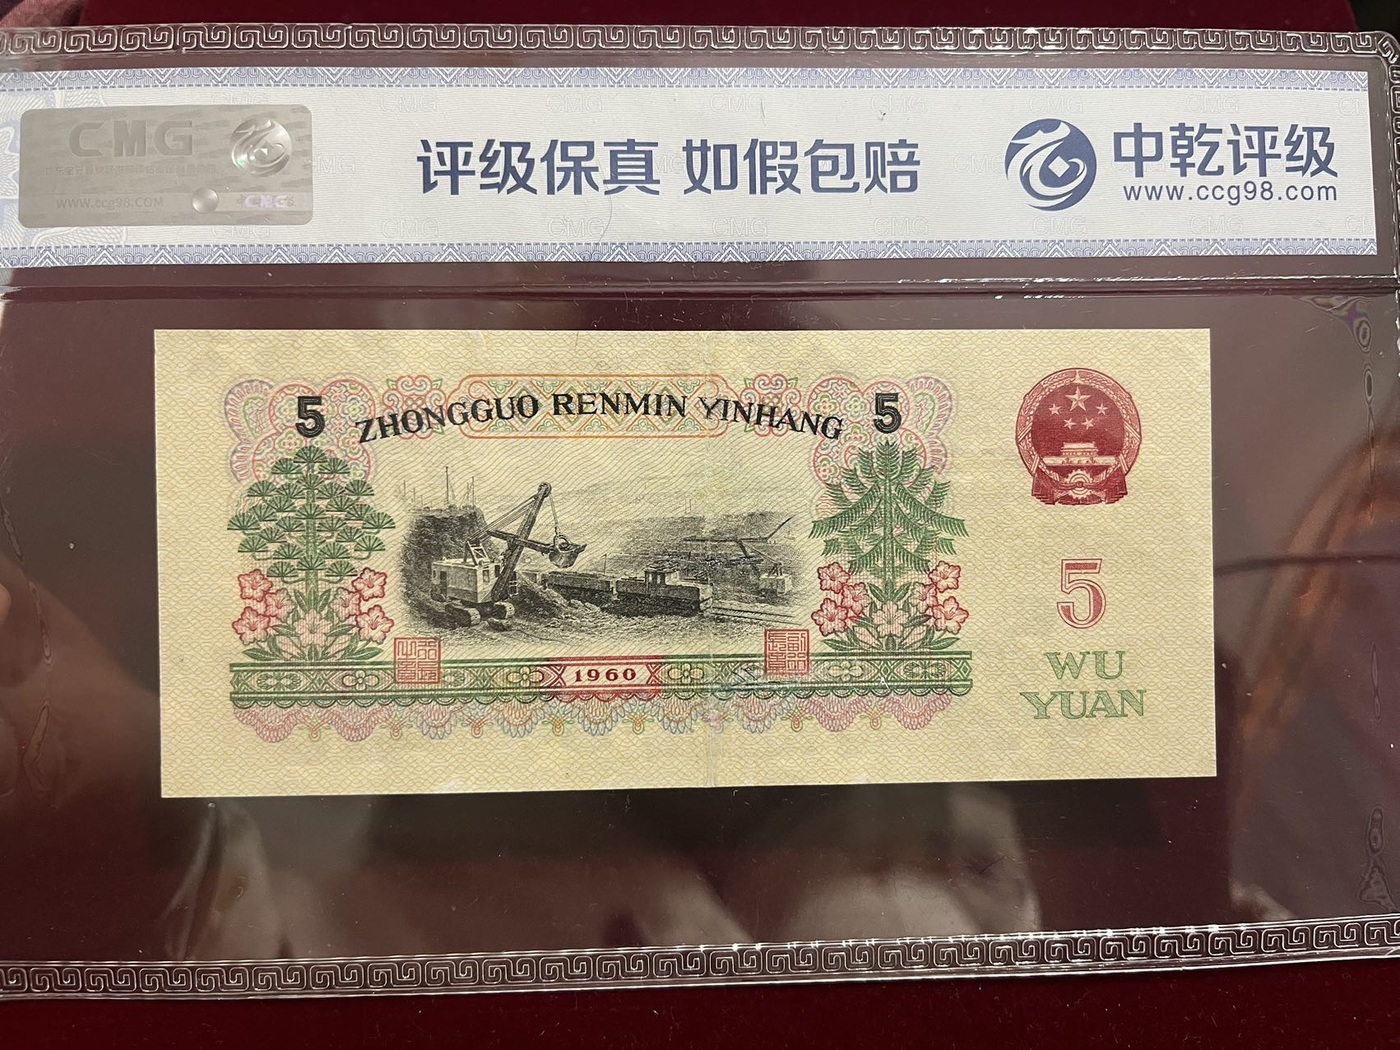 CMG
www.ccg98.COM
CMG
评级保真 如假包赔
中乾评级
www.ccg98.com
5 ZHONGGUO RENMIN YINHANG 5
5
WU
YUAN
1960